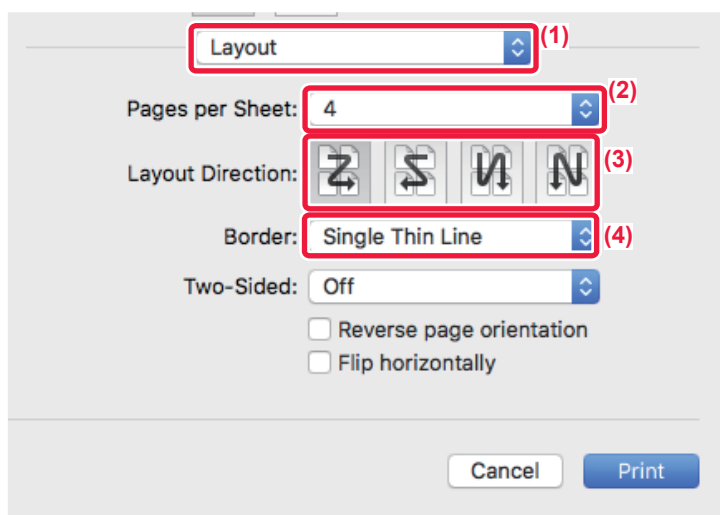 Layout (1)
Pages per Sheet: 4 (2)
Layout Direction: (3)
Border: Single Thin Line (4)
Two-Sided: Off
Reverse page orientation
Flip horizontally
Cancel Print